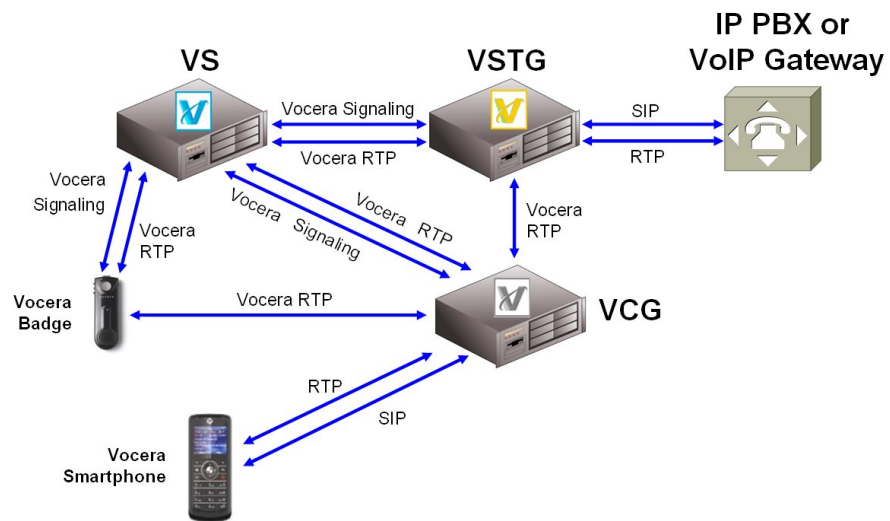 IP PBX or
VoIP Gateway
VS
VSTG
Vocera Signaling
Vocera RTP
SIP
RTP
Vocera
Signaling
Vocera
RTP
Vocera RTP
Vocera Signaling
Vocera
RTP
Vocera
Badge
Vocera RTP
VCG
RTP
SIP
Vocera
Smartphone